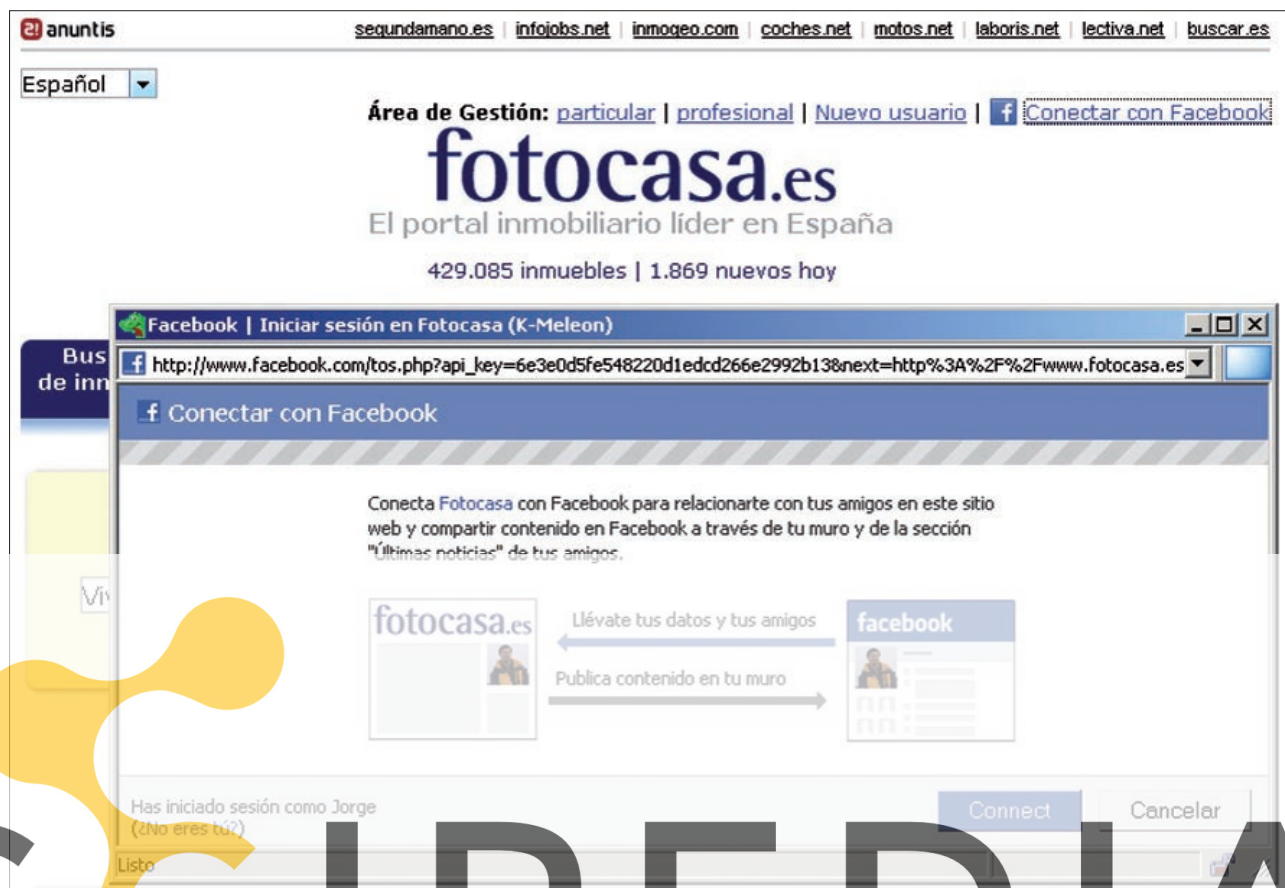 anuntis
segundamano.es | infojobs.net | inmogeo.com | coches.net | motos.net | laboris.net | lectiva.net | buscar.es
Español
Área de Gestión: particular | profesional | Nuevo usuario | Conectar con Facebook
fotocasa.es
El portal inmobiliario líder en España
429.085 inmuebles | 1.869 nuevos hoy
Facebook | Iniciar sesión en Fotocasa (K-Meleon)
Bus
http://www.facebook.com/tos.php?api_key=6e3e0d5fe548220d1edcd266e2992b13&next=http%3A%2F%2Fwww.fotocasa.es
de inn
Conectar con Facebook
Conecta Fotocasa con Facebook para relacionarte con tus amigos en este sitio
web y compartir contenido en Facebook a través de tu muro y de la sección
"Últimas noticias" de tus amigos.
Viv
fotocasa.es
Llévate tus datos y tus amigos
facebook
Publica contenido en tu muro
Has iniciado sesión como Jorge
(¿No eres tú?)
Connect
Cancelar
Listo